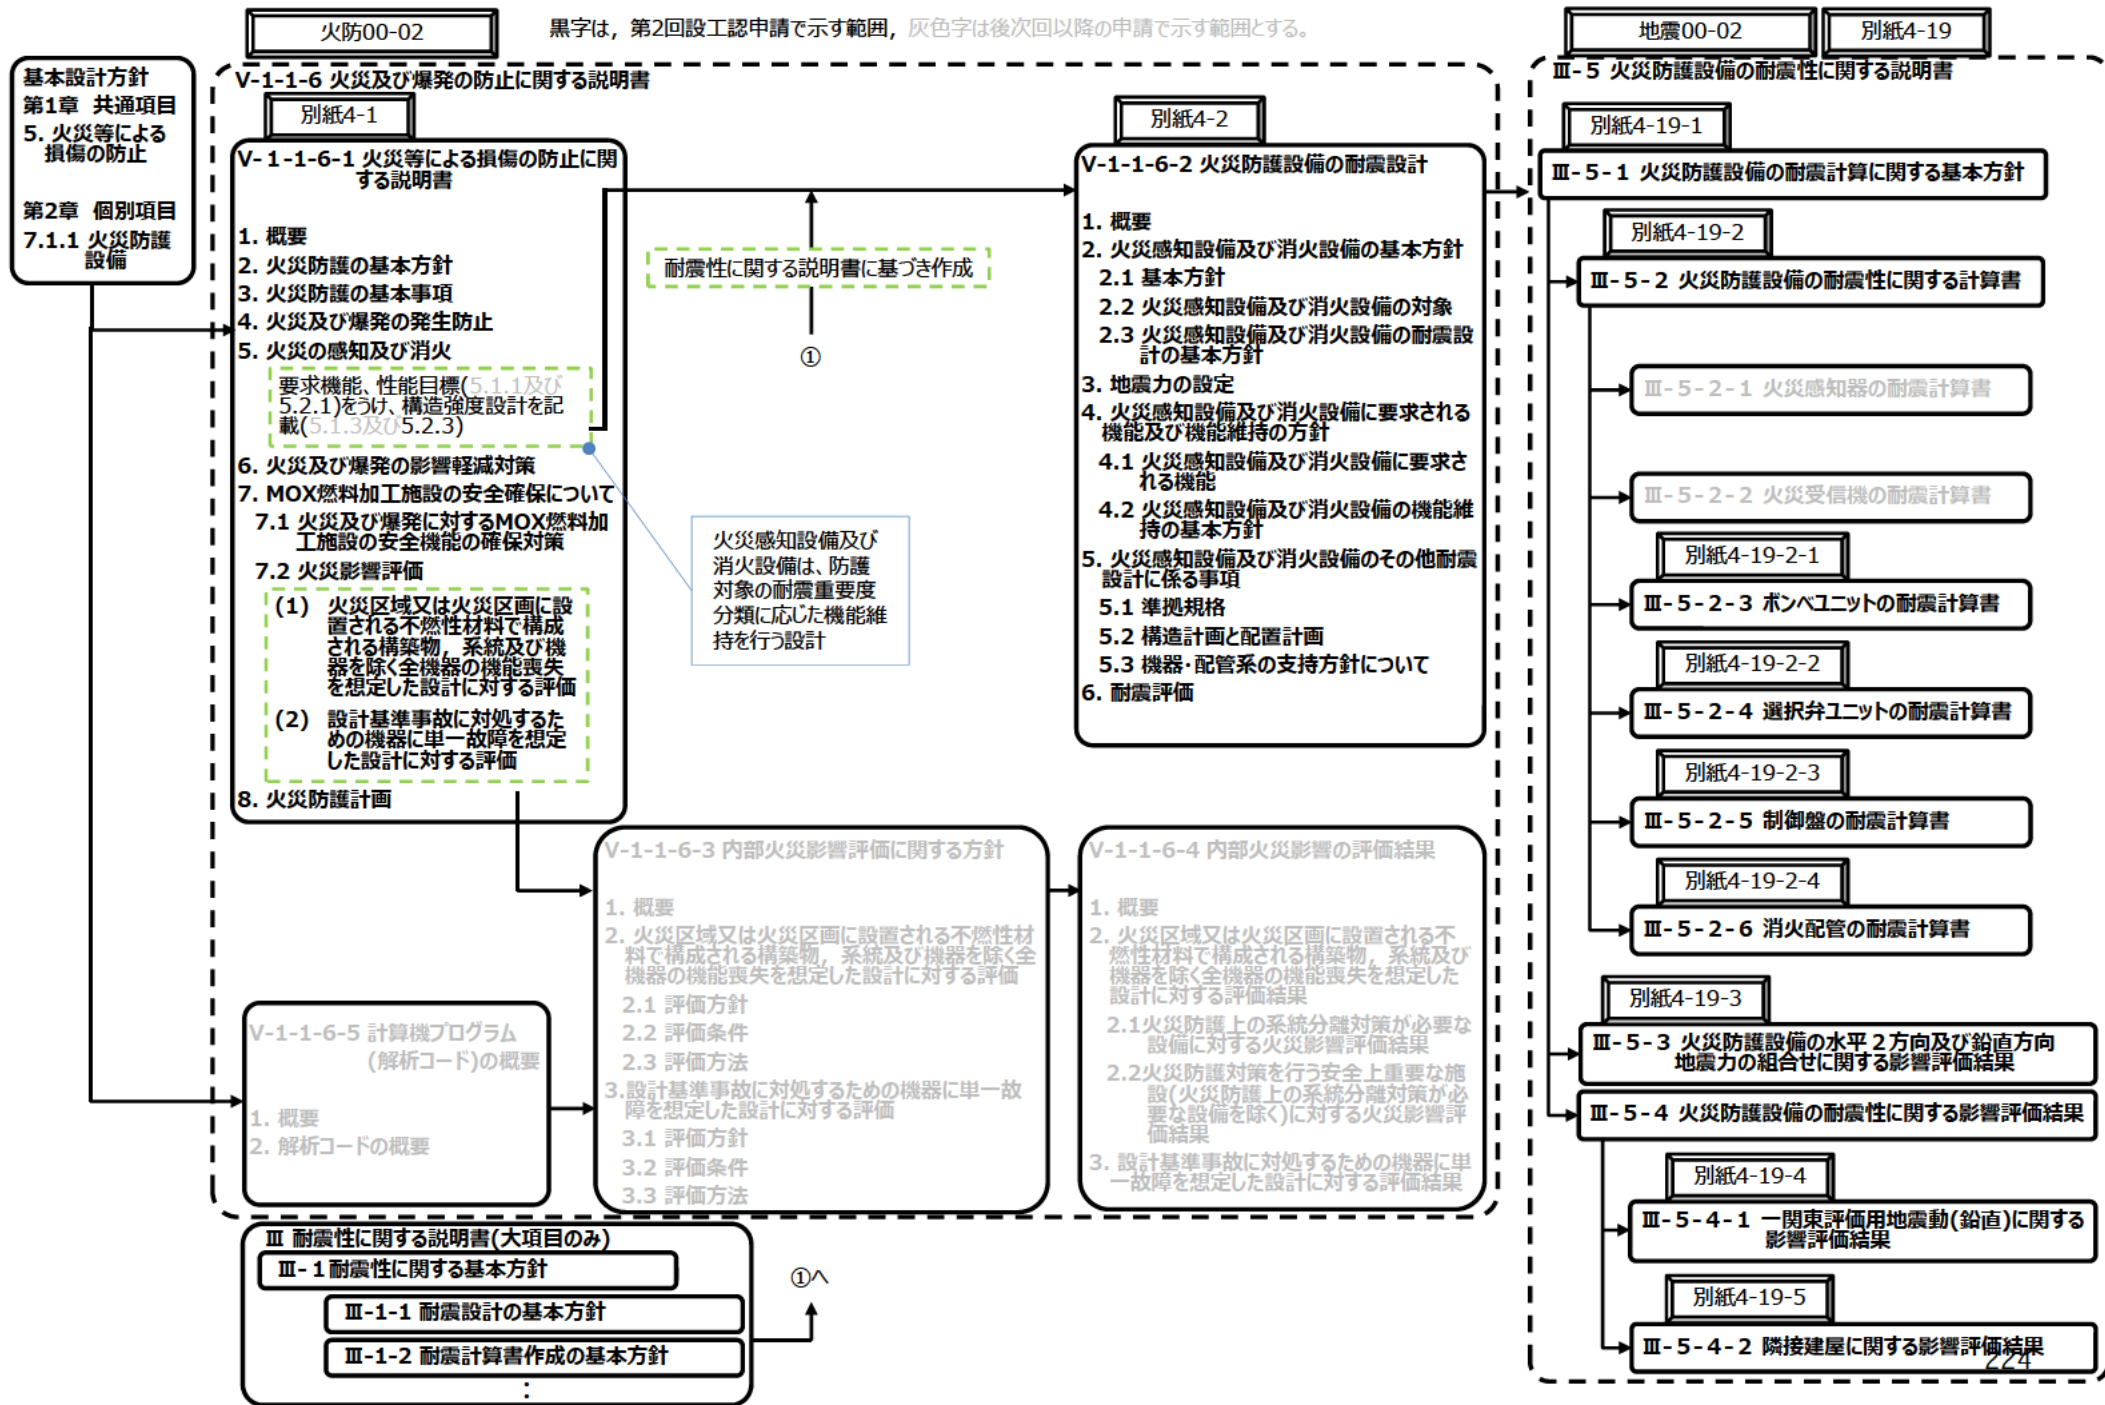 火防00-02
黒字は，第2回設工認申請で示す範囲，灰色字は後次回以降の申請で示す範囲とする。
地震00-02
別紙4-19
基本設計方針
第1章 共通項目
5. 火災等による
損傷の防止
第2章 個別項目
7.1.1 火災防護
設備
Ⅴ-1-1-6 火災及び爆発の防止に関する説明書
別紙4-1
Ⅴ-１-1-6-1 火災等による損傷の防止に関
する説明書
1. 概要
2. 火災防護の基本方針
3. 火災防護の基本事項
4. 火災及び爆発の発生防止
5. 火災の感知及び消火
要求機能、性能目標(5.1.1及び
5.2.1)をうけ、構造強度設計を記
載(5.1.3及び5.2.3)
6. 火災及び爆発の影響軽減対策
7. MOX燃料加工施設の安全確保について
7.1 火災及び爆発に対するMOX燃料加
工施設の安全機能の確保対策
7.2 火災影響評価
(1) 火災区域又は火災区画に設
置される不燃性材料で構成
される構築物，系統及び機
器を除く全機器の機能喪失
を想定した設計に対する評価
(2) 設計基準事故に対処するた
めの機器に単一故障を想定
した設計に対する評価
8. 火災防護計画
耐震性に関する説明書に基づき作成
①
火災感知設備及び
消火設備は、防護
対象の耐震重要度
分類に応じた機能維
持を行う設計
別紙4-2
Ⅴ-1-1-6-2 火災防護設備の耐震設計
1. 概要
2. 火災感知設備及び消火設備の基本方針
2.1 基本方針
2.2 火災感知設備及び消火設備の対象
2.3 火災感知設備及び消火設備の耐震設
計の基本方針
3. 地震力の設定
4. 火災感知設備及び消火設備に要求される
機能及び機能維持の方針
4.1 火災感知設備及び消火設備に要求さ
れる機能
4.2 火災感知設備及び消火設備の機能維
持の基本方針
5. 火災感知設備及び消火設備のその他耐震
設計に係る事項
5.1 準拠規格
5.2 構造計画と配置計画
5.3 機器・配管系の支持方針について
6. 耐震評価
Ⅴ-1-1-6-3 内部火災影響評価に関する方針
1. 概要
2. 火災区域又は火災区画に設置される不燃性材
料で構成される構築物，系統及び機器を除く全
機器の機能喪失を想定した設計に対する評価
2.1 評価方針
2.2 評価条件
2.3 評価方法
3.設計基準事故に対処するための機器に単一故
障を想定した設計に対する評価
3.1 評価方針
3.2 評価条件
3.3 評価方法
Ⅴ-1-1-6-4 内部火災影響の評価結果
1. 概要
2. 火災区域又は火災区画に設置される不
燃性材料で構成される構築物，系統及び
機器を除く全機器の機能喪失を想定した
設計に対する評価結果
2.1火災防護上の系統分離対策が必要な
設備に対する火災影響評価結果
2.2火災防護対策を行う安全上重要な施
設(火災防護上の系統分離対策が必
要な設備を除く)に対する火災影響評
価結果
3. 設計基準事故に対処するための機器に単
一故障を想定した設計に対する評価結果
Ⅴ-1-1-6-5 計算機プログラム
(解析コード)の概要
1. 概要
2. 解析コードの概要
Ⅲ 耐震性に関する説明書(大項目のみ)
Ⅲ-１耐震性に関する基本方針
Ⅲ-1-1 耐震設計の基本方針
Ⅲ-1-2 耐震計算書作成の基本方針
：
①へ
Ⅲ-５ 火災防護設備の耐震性に関する説明書
別紙4-19-1
Ⅲ-５-１ 火災防護設備の耐震計算に関する基本方針
別紙4-19-2
Ⅲ-５-２ 火災防護設備の耐震性に関する計算書
Ⅲ-５-２-１ 火災感知器の耐震計算書
Ⅲ-５-２-２ 火災受信機の耐震計算書
別紙4-19-2-1
Ⅲ-５-２-３ ボンベユニットの耐震計算書
別紙4-19-2-2
Ⅲ-５-２-４ 選択弁ユニットの耐震計算書
別紙4-19-2-3
Ⅲ-５-２-５ 制御盤の耐震計算書
別紙4-19-2-4
Ⅲ-５-２-６ 消火配管の耐震計算書
別紙4-19-3
Ⅲ-５-３ 火災防護設備の水平２方向及び鉛直方向
地震力の組合せに関する影響評価結果
Ⅲ-５-４ 火災防護設備の耐震性に関する影響評価結果
別紙4-19-4
Ⅲ-５-４-１ 一関東評価用地震動(鉛直)に関する
影響評価結果
別紙4-19-5
Ⅲ-５-４-２ 隣接建屋に関する影響評価結果
224